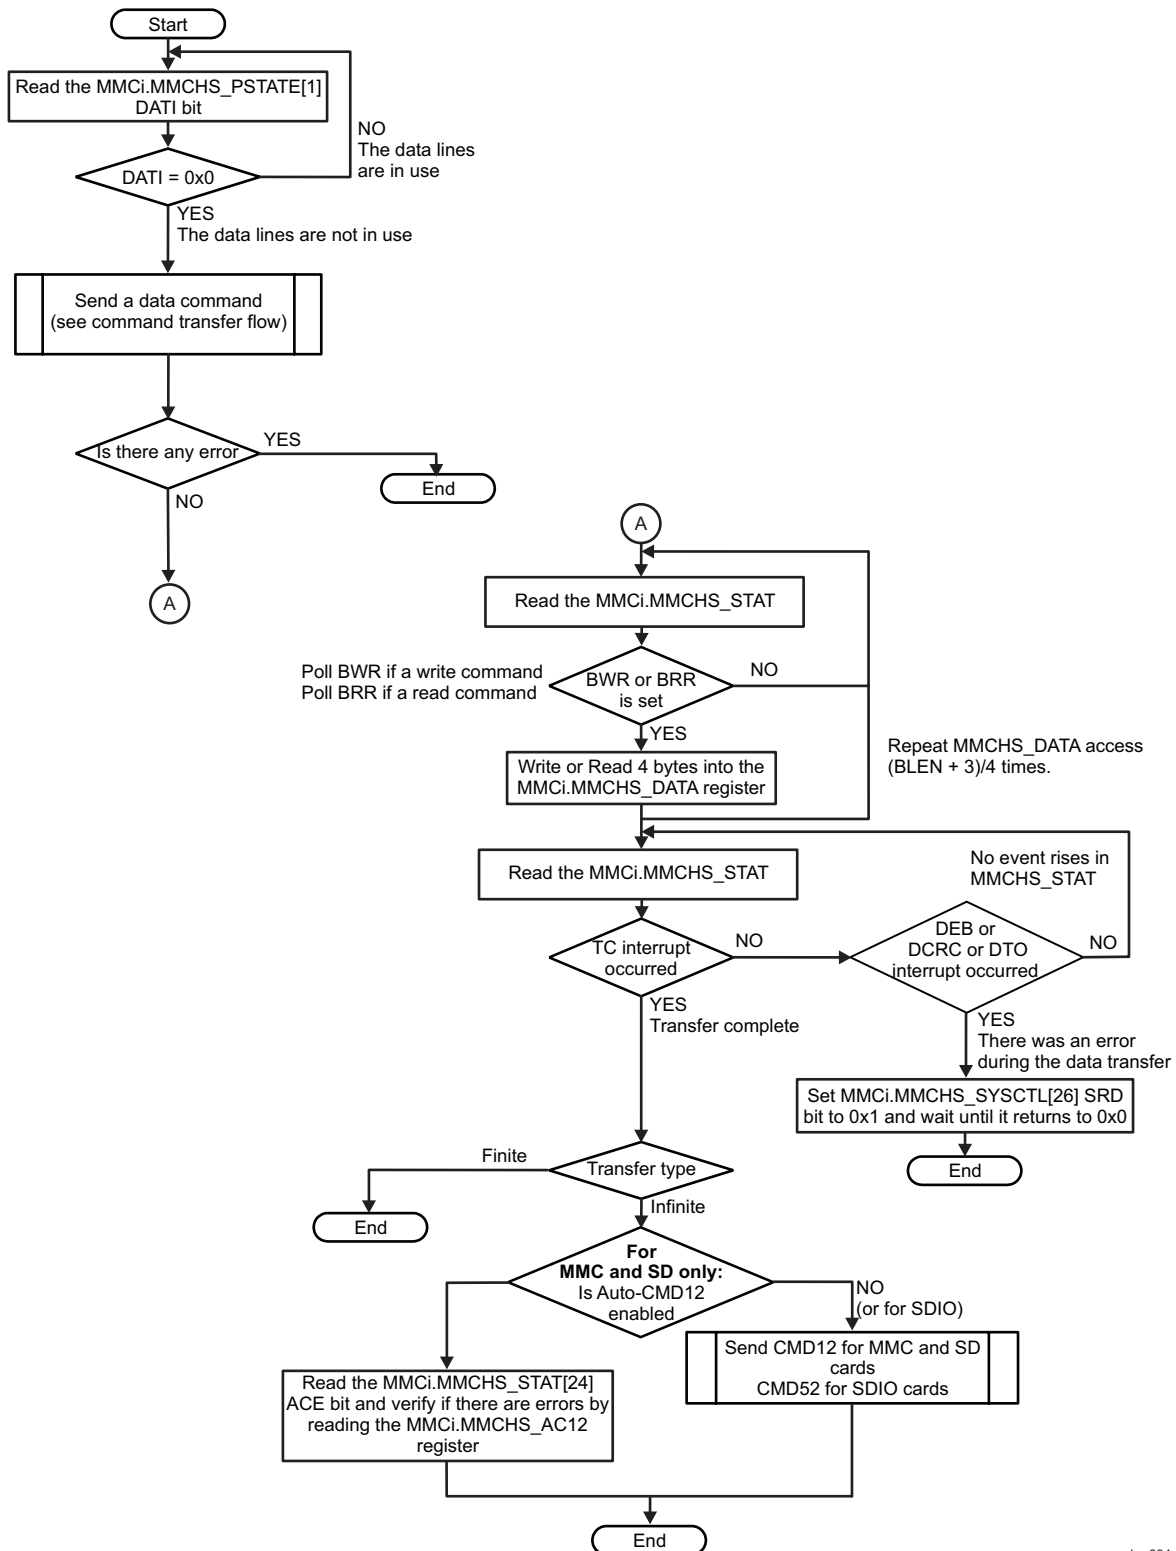 Start
Read the MMCi.MMCHS_PSTATE[1]
DATI bit
NO
The data lines
are in use
DATI = 0x0
YES
The data lines are not in use
Send a data command
(see command transfer flow)
Is there any error
YES
End
NO
A
A
Read the MMCi.MMCHS_STAT
Poll BWR if a write command
Poll BRR if a read command
BWR or BRR
is set
NO
YES
Repeat MMCHS_DATA access
(BLEN + 3)/4 times.
Write or Read 4 bytes into the
MMCi.MMCHS_DATA register
Read the MMCi.MMCHS_STAT
No event rises in
MMCHS_STAT
TC interrupt
occurred
NO
DEB or
DCRC or DTO
interrupt occurred
NO
YES
Transfer complete
YES
There was an error
during the data transfer
Set MMCi.MMCHS_SYSCTL[26] SRD
bit to 0x1 and wait until it returns to 0x0
End
Finite
Transfer type
End
Infinite
For
MMC and SD only:
Is Auto-CMD12
enabled
NO
(or for SDIO)
Send CMD12 for MMC and SD
cards
CMD52 for SDIO cards
Read the MMCi.MMCHS_STAT[24]
ACE bit and verify if there are errors by
reading the MMCi.MMCHS_AC12
register
End